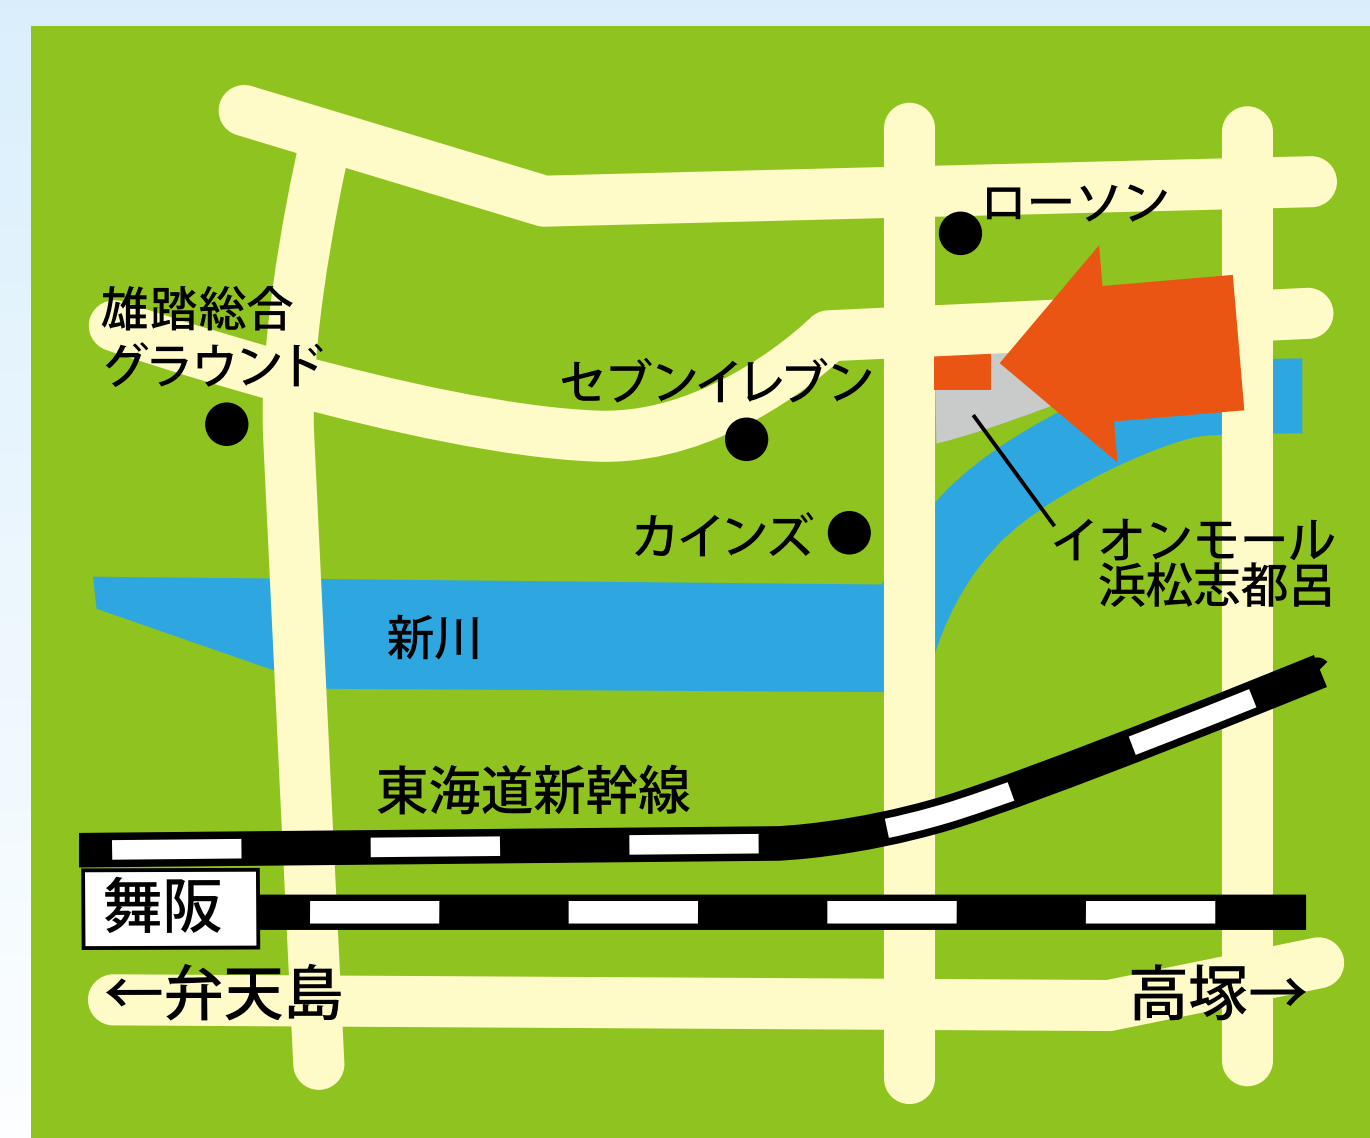 ローソン
雄踏総合
グラウンド
セブンイレブン
カインズ
イオンモール
浜松志都呂
新川
東海道新幹線
舞阪
←弁天島
高塚→